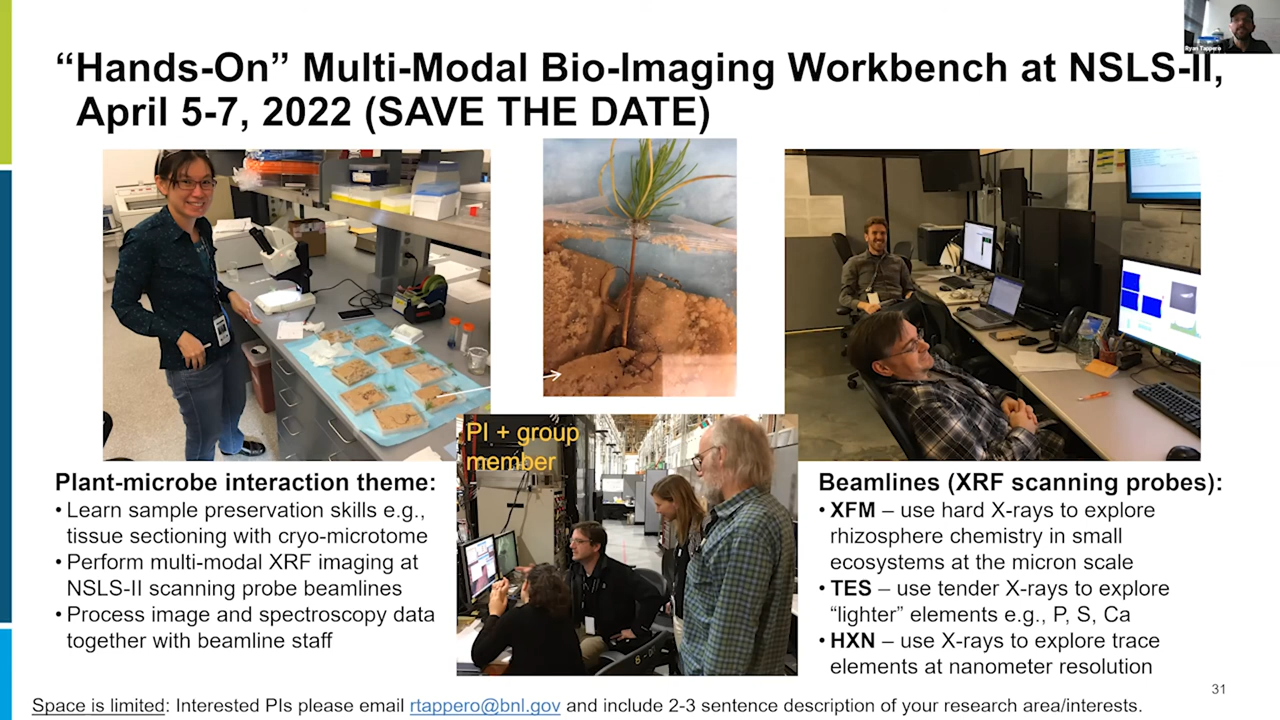 Ryan Tappero
“Hands-On” Multi-Modal Bio-Imaging Workbench at NSLS-II,
April 5-7, 2022 (SAVE THE DATE)
PI + group
member
Plant-microbe interaction theme:
• Learn sample preservation skills e.g.,
tissue sectioning with cryo-microtome
• Perform multi-modal XRF imaging at
NSLS-II scanning probe beamlines
• Process image and spectroscopy data
together with beamline staff
Beamlines (XRF scanning probes):
• XFM – use hard X-rays to explore
rhizosphere chemistry in small
ecosystems at the micron scale
• TES – use tender X-rays to explore
“lighter” elements e.g., P, S, Ca
• HXN – use X-rays to explore trace
elements at nanometer resolution
31
Space is limited: Interested PIs please email rtappero@bnl.gov and include 2-3 sentence description of your research area/interests.